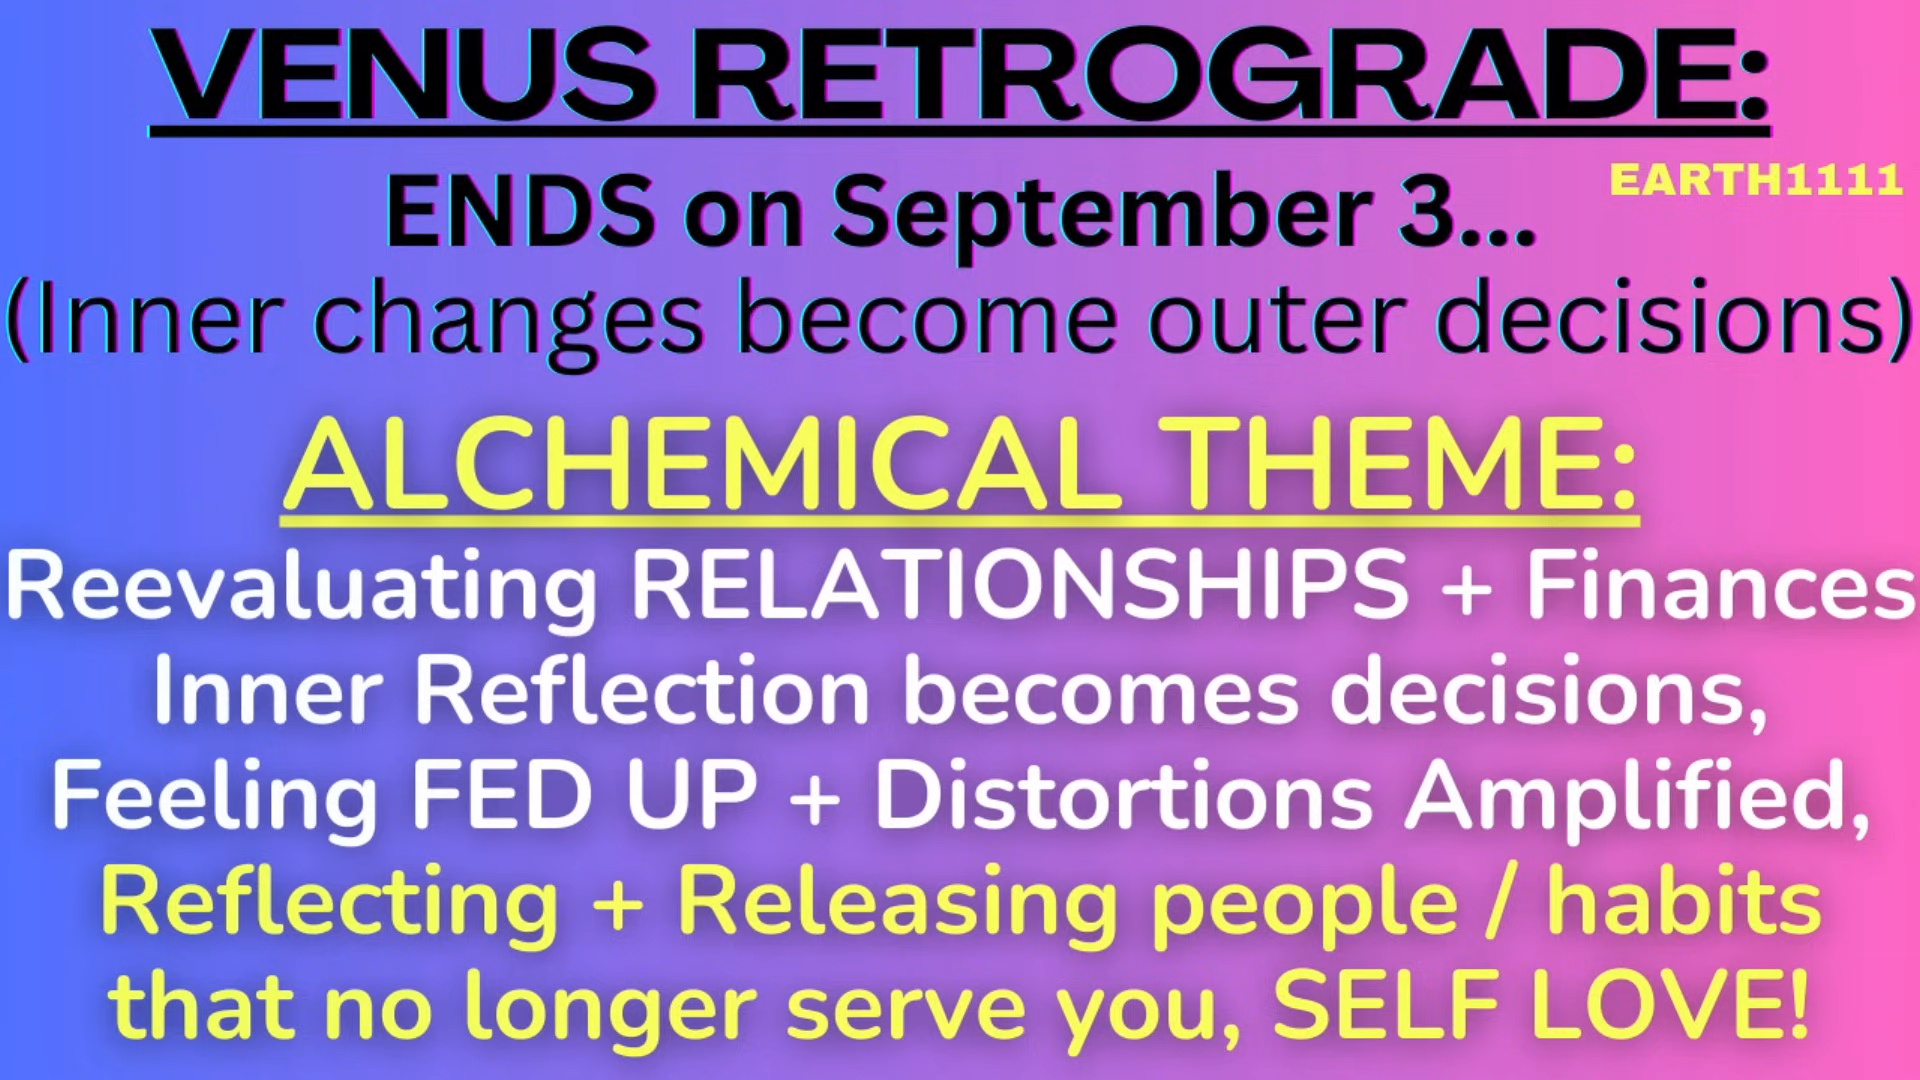 VENUS RETROGRADE:
ENDS on September 3...
EARTH1111
(Inner changes become outer decisions)
ALCHEMICAL THEME:
Reevaluating RELATIONSHIPS + Finances
Inner Reflection becomes decisions,
Feeling FED UP + Distortions Amplified,
Reflecting + Releasing people / habits
that no longer serve you, SELF LOVE!